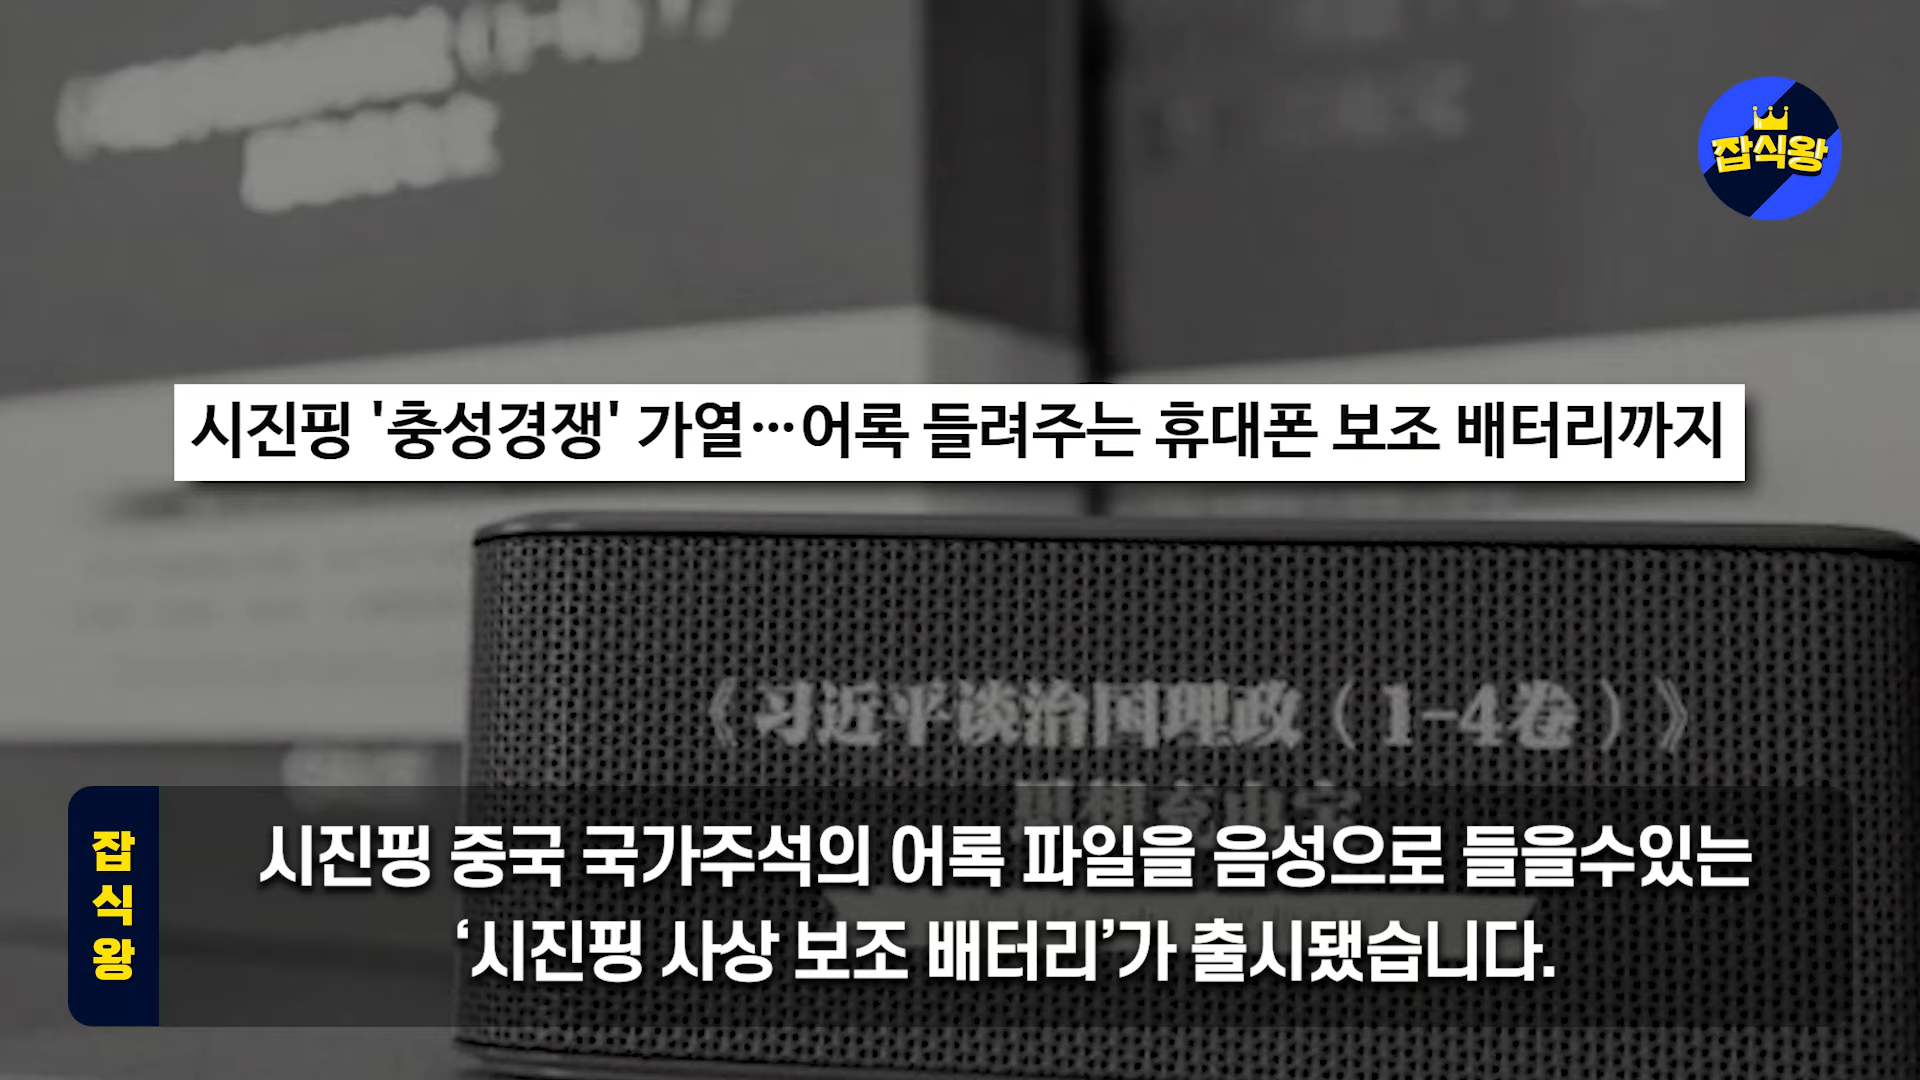 잡식왕
시진핑 '충성경쟁' 가열…어록 들려주는 휴대폰 보조 배터리까지
《习近平谈治国理政（1-4卷）》
잡식왕
시진핑 중국 국가주석의 어록 파일을 음성으로 들을수있는
‘시진핑 사상 보조 배터리’가 출시됐습니다.